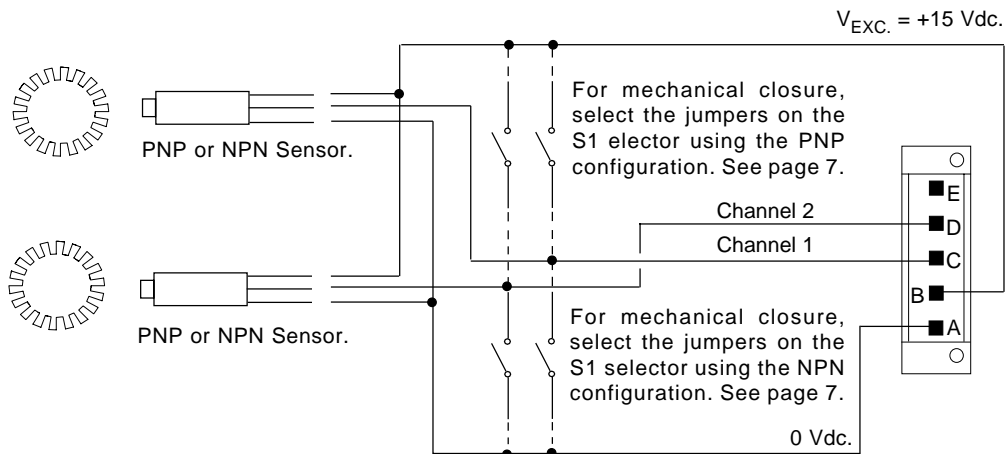 V_EXC. = +15 Vdc.
For mechanical closure,
select the jumpers on the
S1 elector using the PNP
configuration. See page 7.
PNP or NPN Sensor.
E
Channel 2
D
Channel 1
C
B
For mechanical closure,
select the jumpers on the
S1 selector using the NPN
configuration. See page 7.
A
PNP or NPN Sensor.
0 Vdc.